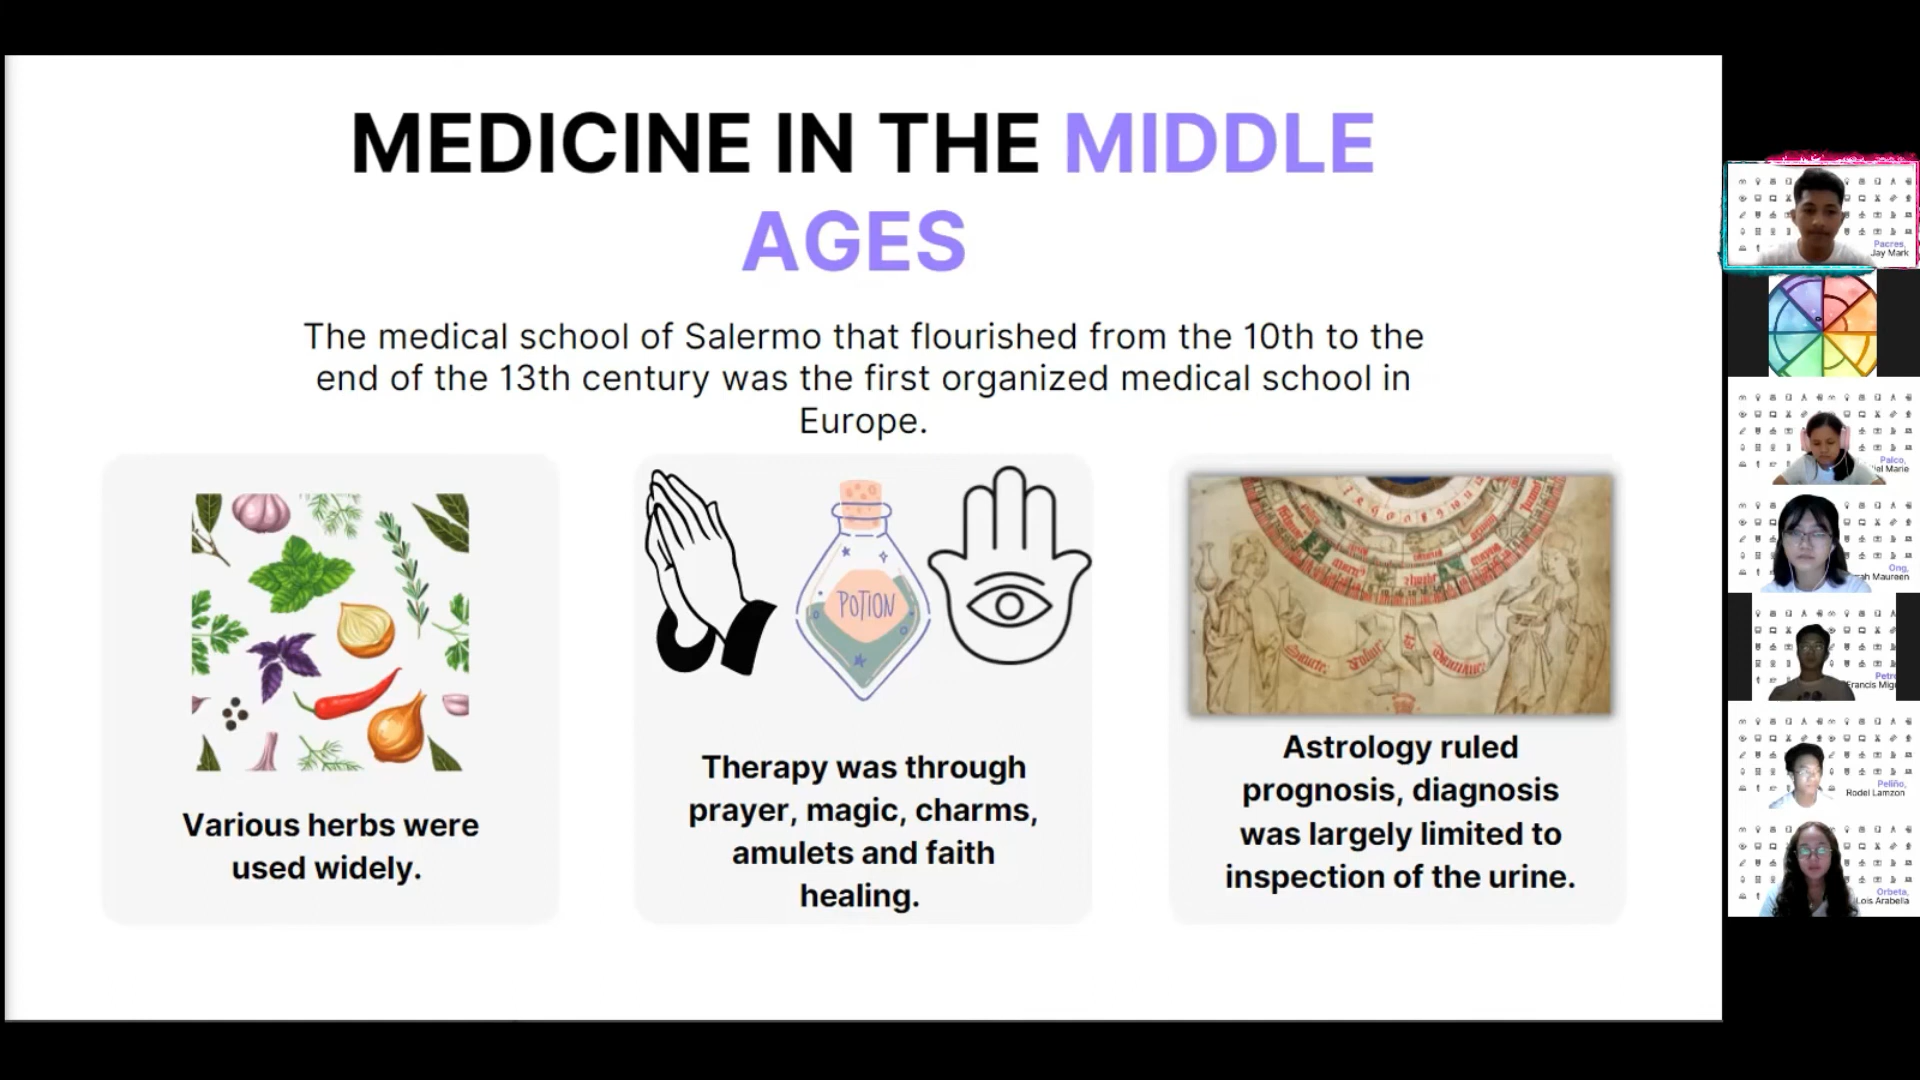 MEDICINE IN THE MIDDLE
AGES
The medical school of Salermo that flourished from the 10th to the
end of the 13th century was the first organized medical school in
Europe.
Various herbs were
used widely.
POTION
Therapy was through
prayer, magic, charms,
amulets and faith
healing.
Astrology ruled
prognosis, diagnosis
was largely limited to
inspection of the urine.
Pacres,
Jay Mark
Palco,
Marie
Ong,
Maureen
Francis
Peliño,
Rodel Lamzon
Orbeta,
Lois Arabella